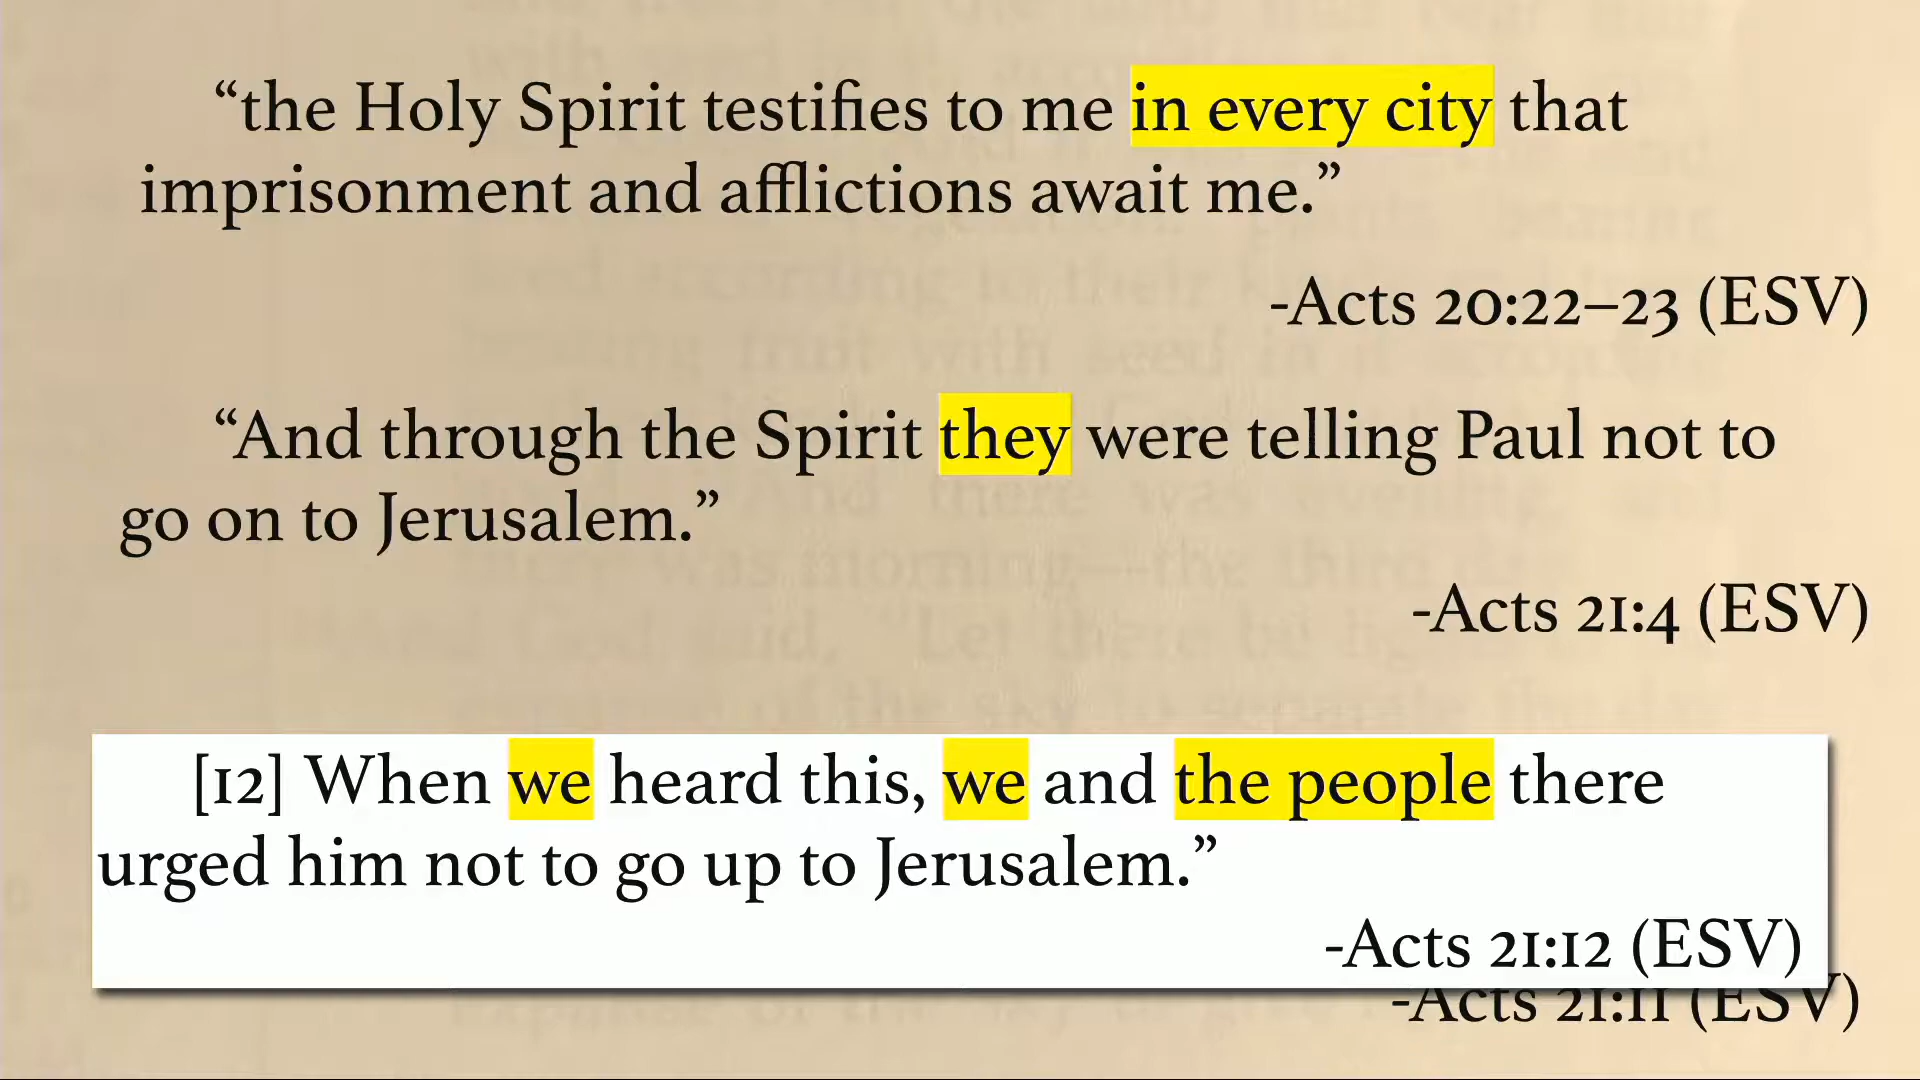 “the Holy Spirit testifies to me in every city that
imprisonment and afflictions await me.”
-Acts 20:22–23 (ESV)
“And through the Spirit they were telling Paul not to
go on to Jerusalem.”
-Acts 21:4 (ESV)
[12] When we heard this, we and the people there
urged him not to go up to Jerusalem.”
-Acts 21:12 (ESV)
-Acts 21:11 (ESV)